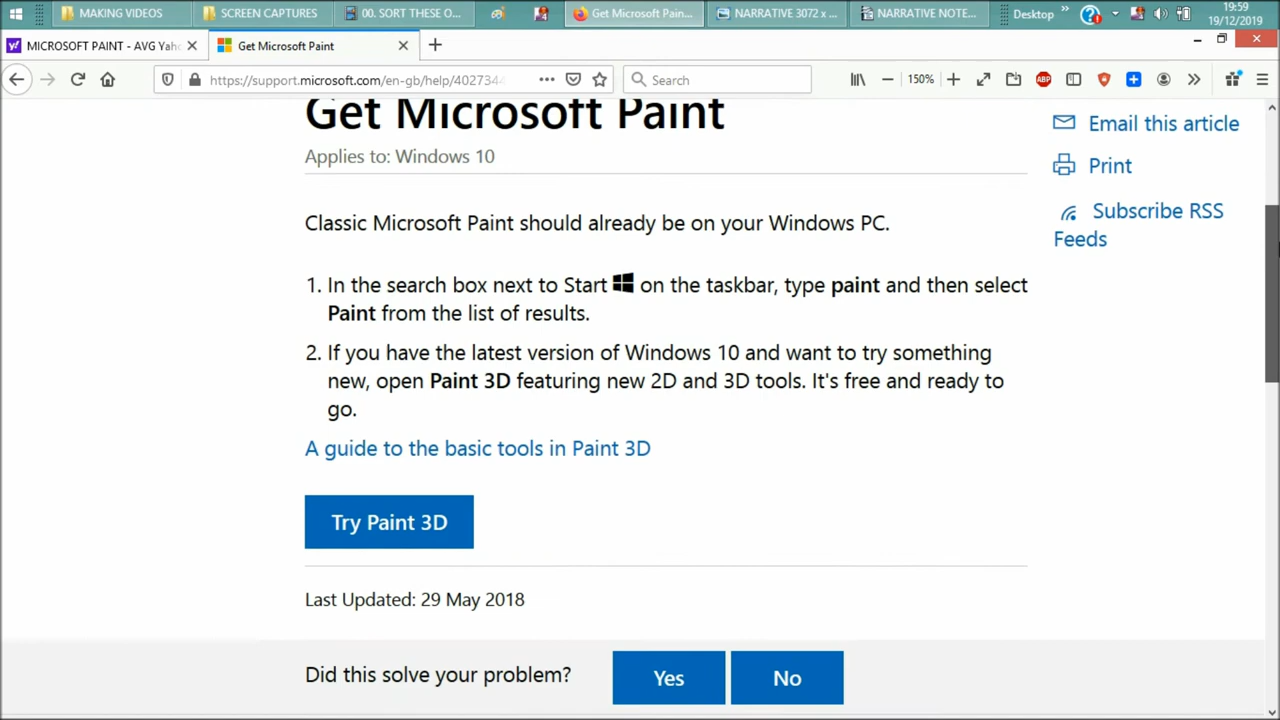 MAKING VIDEOS
SCREEN CAPTURES
00. SORT THESE O...
Get Microsoft Pain...
NARRATIVE 3072 x ...
NARRATIVE NOTE...
Desktop
19:59
19/12/2019
MICROSOFT PAINT - AVG Yaho
Get Microsoft Paint
https://support.microsoft.com/en-gb/help/4027344
Search
150%
ABP
Get Microsoft Paint
Applies to: Windows 10
Email this article
Print
Subscribe RSS
Feeds
Classic Microsoft Paint should already be on your Windows PC.
1. In the search box next to Start on the taskbar, type paint and then select
Paint from the list of results.
2. If you have the latest version of Windows 10 and want to try something
new, open Paint 3D featuring new 2D and 3D tools. It's free and ready to
go.
A guide to the basic tools in Paint 3D
Try Paint 3D
Last Updated: 29 May 2018
Did this solve your problem?
Yes
No